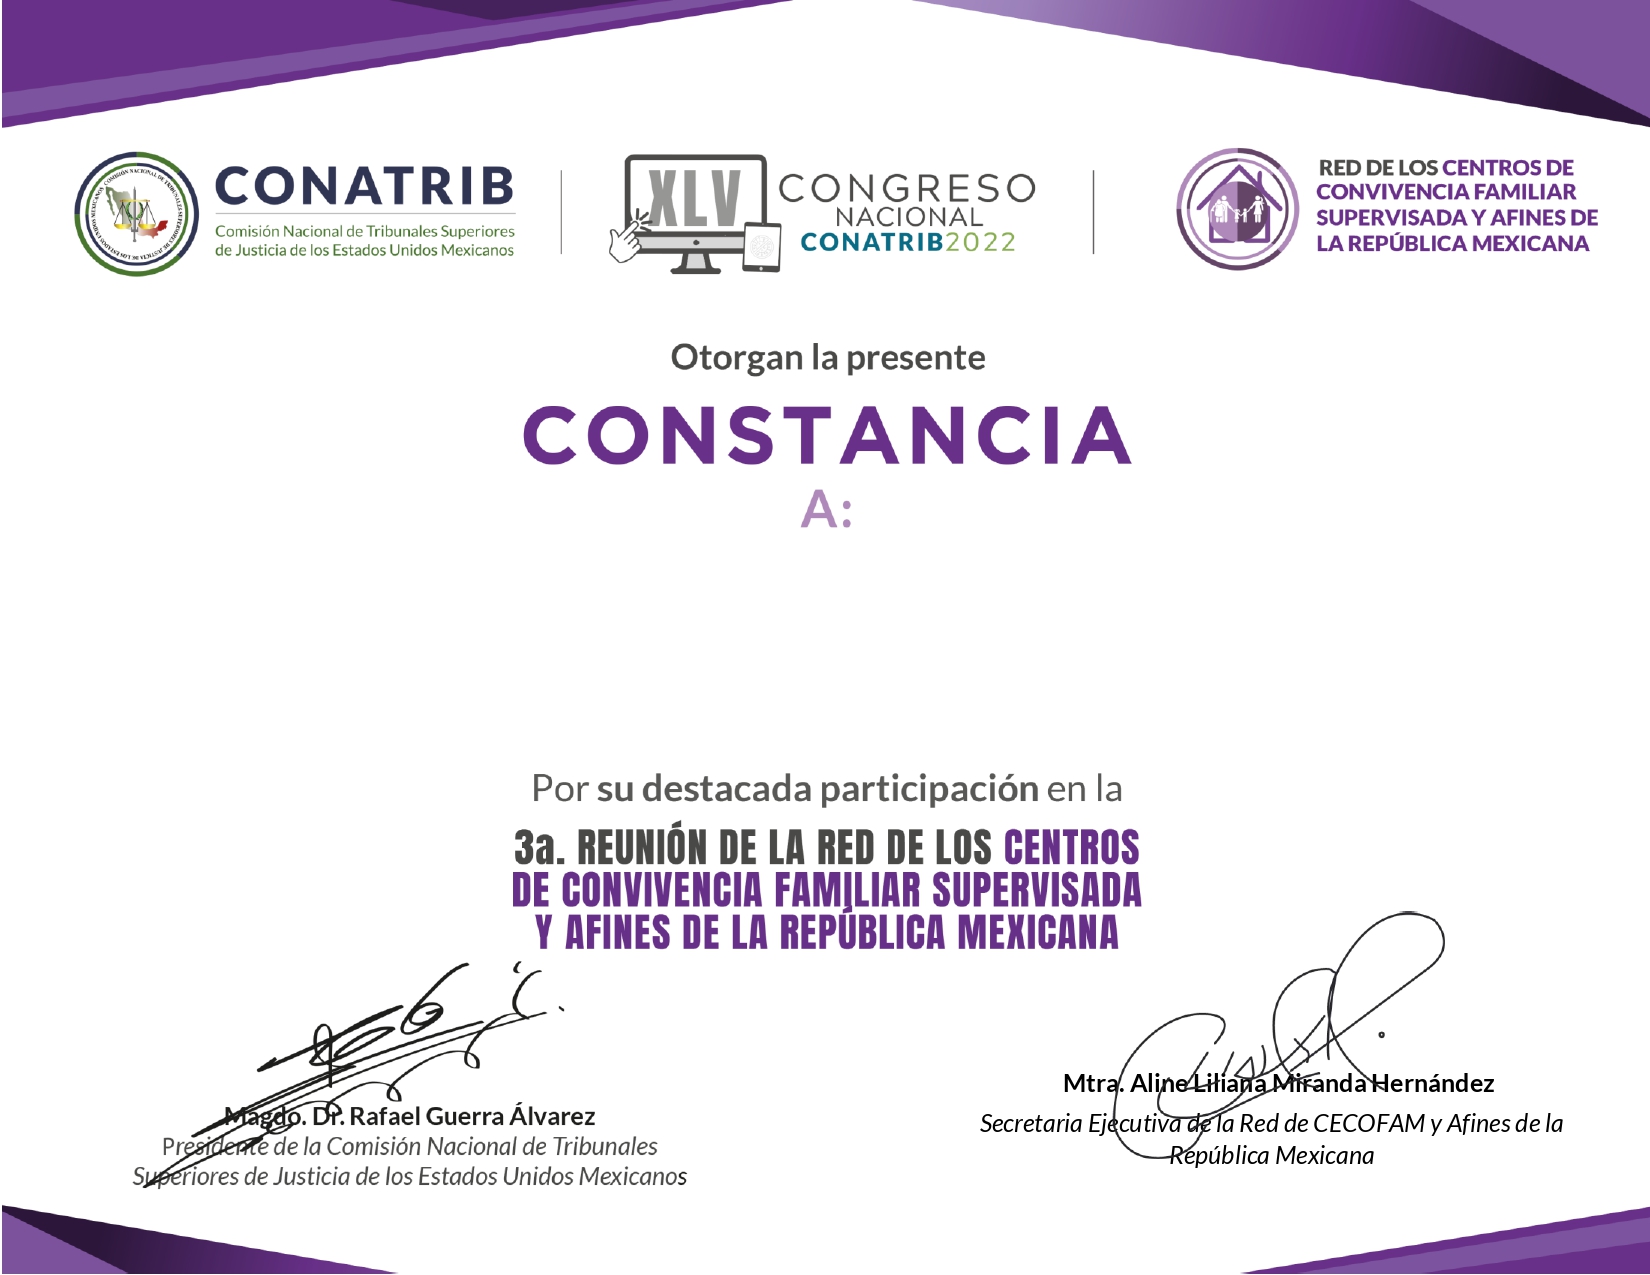 CONATRIB
Comisión Nacional de Tribunales Superiores
de Justicia de los Estados Unidos Mexicanos
XLV
CONGRESO
NACIONAL
CONATRIB2022
RED DE LOS CENTROS DE
CONVIVENCIA FAMILIAR
SUPERVISADA Y AFINES DE
LA REPÚBLICA MEXICANA
Otorgan la presente
CONSTANCIA
A:
Por su destacada participación en la
3a. REUNIÓN DE LA RED DE LOS CENTROS
DE CONVIVENCIA FAMILIAR SUPERVISADA
Y AFINES DE LA REPÚBLICA MEXICANA
Magdo. Dr. Rafael Guerra Álvarez
Presidente de la Comisión Nacional de Tribunales
Superiores de Justicia de los Estados Unidos Mexicanos
Mtra. Aline Liliana Miranda Hernández
Secretaria Ejecutiva de la Red de CECOFAM y Afines de la
República Mexicana